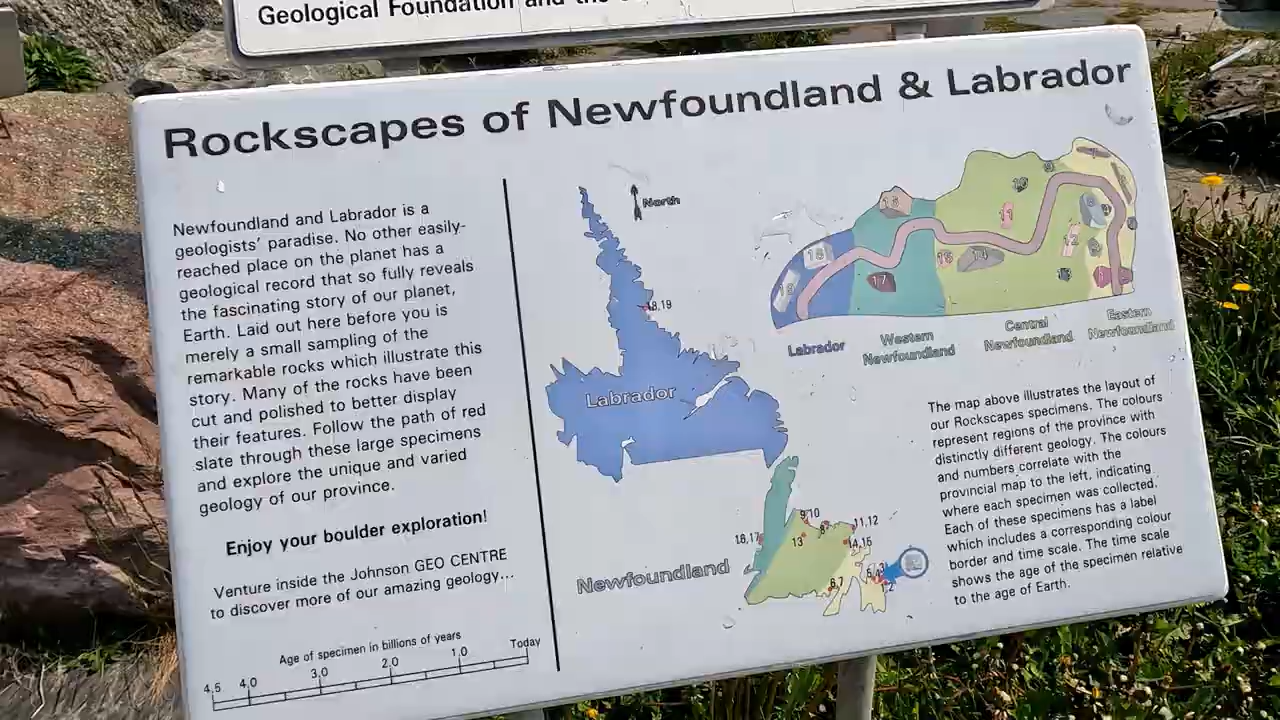 Geological Foundation and the
Rockscapes of Newfoundland & Labrador
Newfoundland and Labrador is a
geologists' paradise. No other easily-
reached place on the planet has a
geological record that so fully reveals
the fascinating story of our planet,
Earth. Laid out here before you is
merely a small sampling of the
remarkable rocks which illustrate this
story. Many of the rocks have been
cut and polished to better display
their features. Follow the path of red
slate through these large specimens
and explore the unique and varied
geology of our province.
Enjoy your boulder exploration!
Venture inside the Johnson GEO CENTRE
to discover more of our amazing geology...
Age of specimen in billions of years
4.5 4.0 3.0 2.0 1.0 Today
North
18,19
Labrador
9,10
8
11,12
13
14,15
6,7
Newfoundland
11
12
14
15
17
18
Labrador
Western
Newfoundland
Central
Newfoundland
Eastern
Newfoundland
The map above illustrates the layout of
our Rockscapes specimens. The colours
represent regions of the province with
distinctly different geology. The colours
and numbers correlate with the
provincial map to the left, indicating
where each specimen was collected.
Each of these specimens has a label
which includes a corresponding colour
border and time scale. The time scale
shows the age of the specimen relative
to the age of Earth.